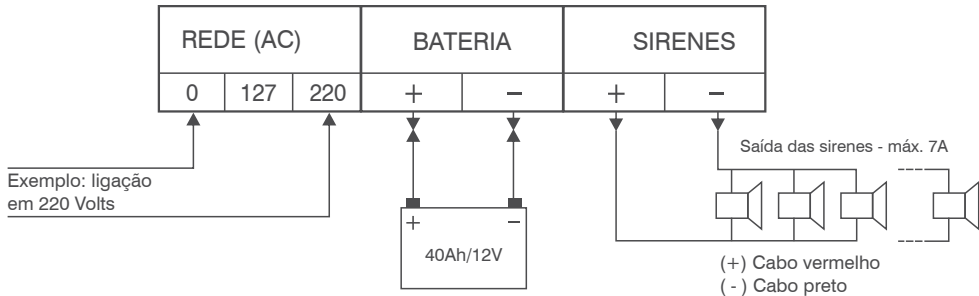 REDE (AC) BATERIA SIRENES
0 127 220 + − + −
Saída das sirenes - máx. 7A
Exemplo: ligação
em 220 Volts
+ −
40Ah/12V
(+) Cabo vermelho
( - ) Cabo preto